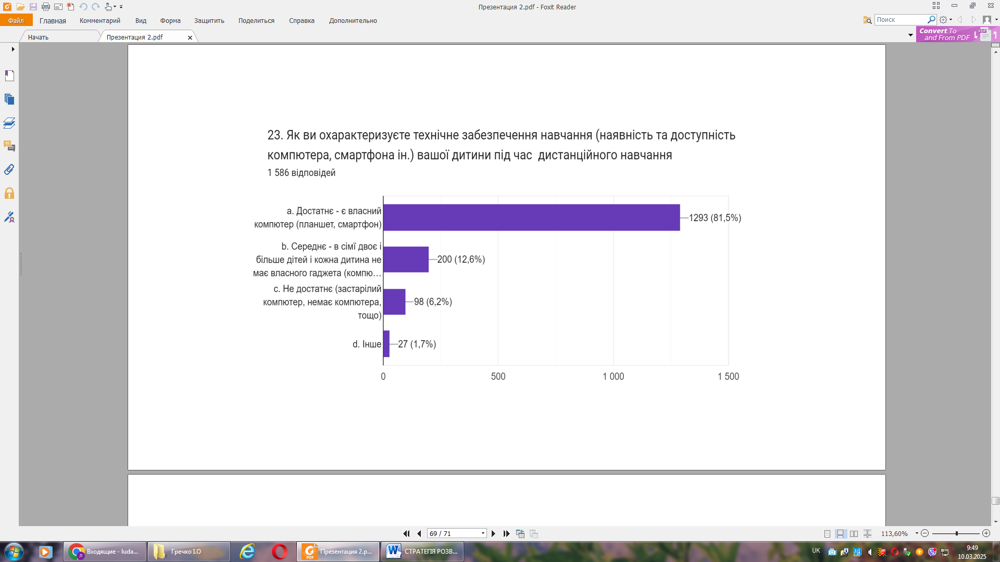 Презентация 2.pdf - Foxit Reader
Файл
Главная
Комментарий
Вид
Форма
Защитить
Поделиться
Справка
Дополнительно
Поиск
Начать
Презентация 2.pdf
Convert To
and From PDF
PDF
23. Як ви охарактеризуєте технічне забезпечення навчання (наявність та доступність
компютера, смартфона ін.) вашої дитини під час  дистанційного навчання
1 586 відповідей
a. Достатнє - є власний
компютер (планшет, смартфон)
1293 (81,5%)
b. Середнє - в сімї двоє і
більше дітей і кожна дитина не
має власного гаджета (компю…
200 (12,6%)
c. Не достатнє (застарілий
компютер, немає компютера,
тощо)
98 (6,2%)
d. Інше
27 (1,7%)
0
500
1 000
1 500
69 / 71
113,60%
Входящие - luda...
Гречко І.О
Презентация 2.p...
СТРАТЕГІЯ РОЗВ...
UK
9:49
10.03.2025